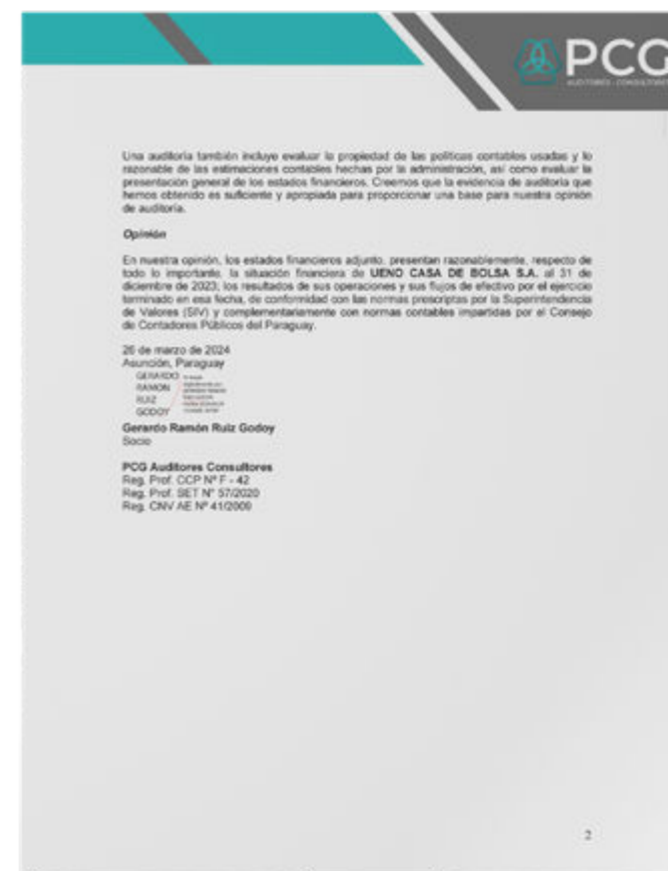 PCG
AUDITORES - CONSULTORES
Una auditoría también incluye evaluar la propiedad de las políticas contables usadas y lo
razonable de las estimaciones contables hechas por la administración, así como evaluar la
presentación general de los estados financieros. Creemos que la evidencia de auditoría que
hemos obtenido es suficiente y apropiada para proporcionar una base para nuestra opinión
de auditoría.
Opinión
En nuestra opinión, los estados financieros adjunto, presentan razonablemente, respecto de
todo lo importante, la situación financiera de UENO CASA DE BOLSA S.A. al 31 de
diciembre de 2023; los resultados de sus operaciones y sus flujos de efectivo por el ejercicio
terminado en esa fecha, de conformidad con las normas prescriptas por la Superintendencia
de Valores (SIV) y complementariamente con normas contables impartidas por el Consejo
de Contadores Públicos del Paraguay.
26 de marzo de 2024
Asunción, Paraguay
GERARDO
RAMON
RUIZ
GODOY
Gerardo Ramón Ruiz Godoy
Socio
PCG Auditores Consultores
Reg. Prof. CCP Nº F - 42
Reg. Prof. SET N° 57/2020
Reg. CNV AE Nº 41/2009
2